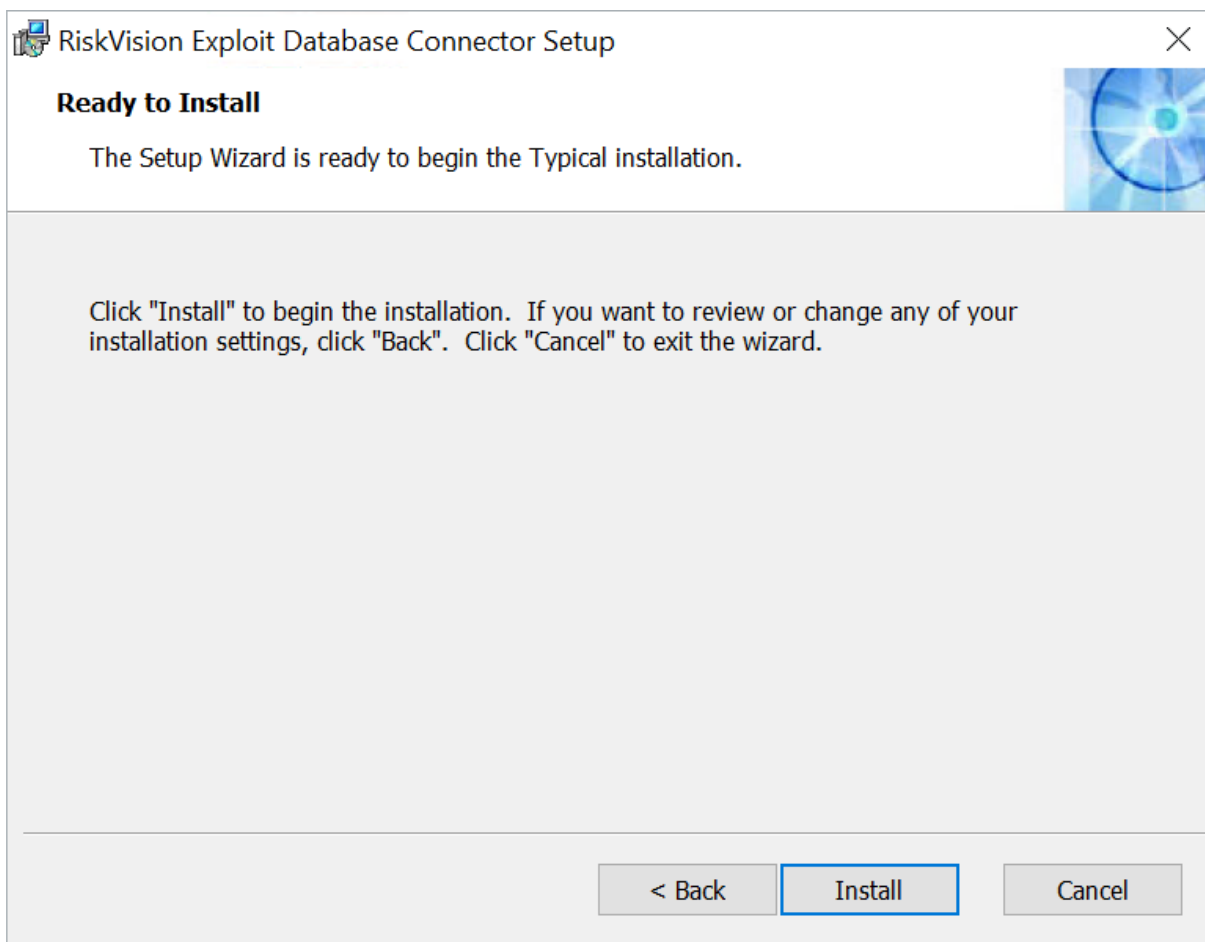 RiskVision Exploit Database Connector Setup
Ready to Install
The Setup Wizard is ready to begin the Typical installation.
Click "Install" to begin the installation.  If you want to review or change any of your
installation settings, click "Back".  Click "Cancel" to exit the wizard.
< Back
Install
Cancel